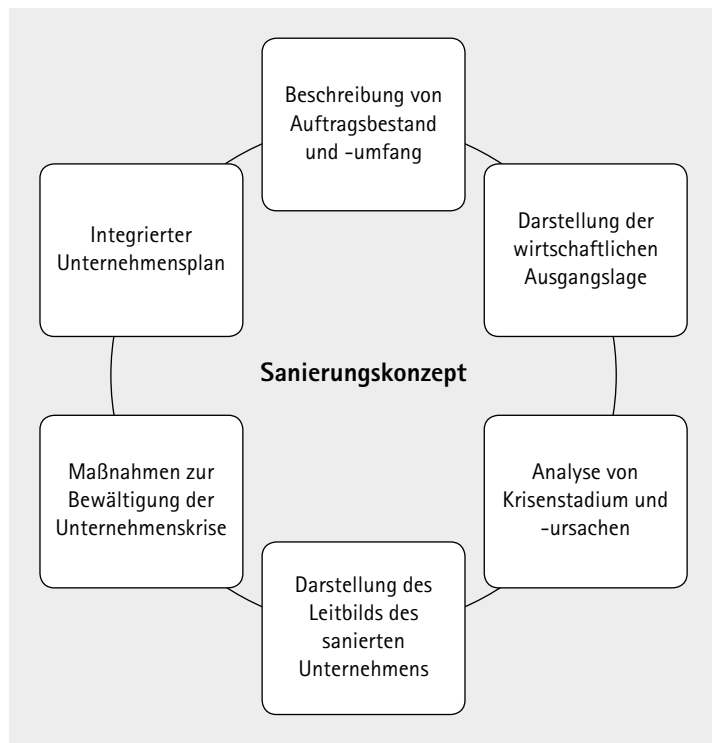 Beschreibung von
Auftragsbestand
und -umfang
Darstellung der
wirtschaftlichen
Ausgangslage
Analyse von
Krisenstadium und
-ursachen
Darstellung des
Leitbilds des
sanierten
Unternehmens
Maßnahmen zur
Bewältigung der
Unternehmenskrise
Integrierter
Unternehmensplan
Sanierungskonzept